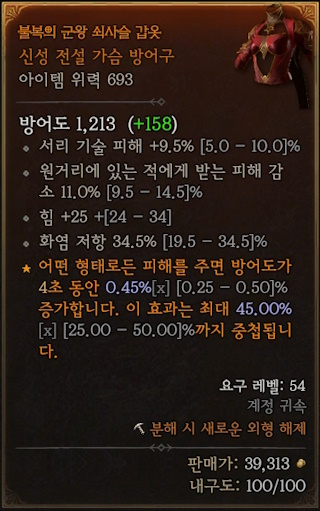 불복의 군왕 쇠사슬 갑옷
신성 전설 가슴 방어구
아이템 위력 693
방어도 1,213 (+158)
서리 기술 피해 +9.5% [5.0 – 10.0]%
원거리에 있는 적에게 받는 피해 감
소 11.0% [9.5 – 14.5]%
힘 +25 +[24 – 34]
화염 저항 34.5% [19.5 – 34.5]%
어떤 형태로든 피해를 주면 방어도가
4초 동안 0.45%[x] [0.25 – 0.50]%
증가합니다. 이 효과는 최대 45.00%
[x] [25.00 – 50.00]%까지 중첩됩니
다.
요구 레벨: 54
계정 귀속
분해 시 새로운 외형 해제
판매가: 39,313
내구도: 100/100